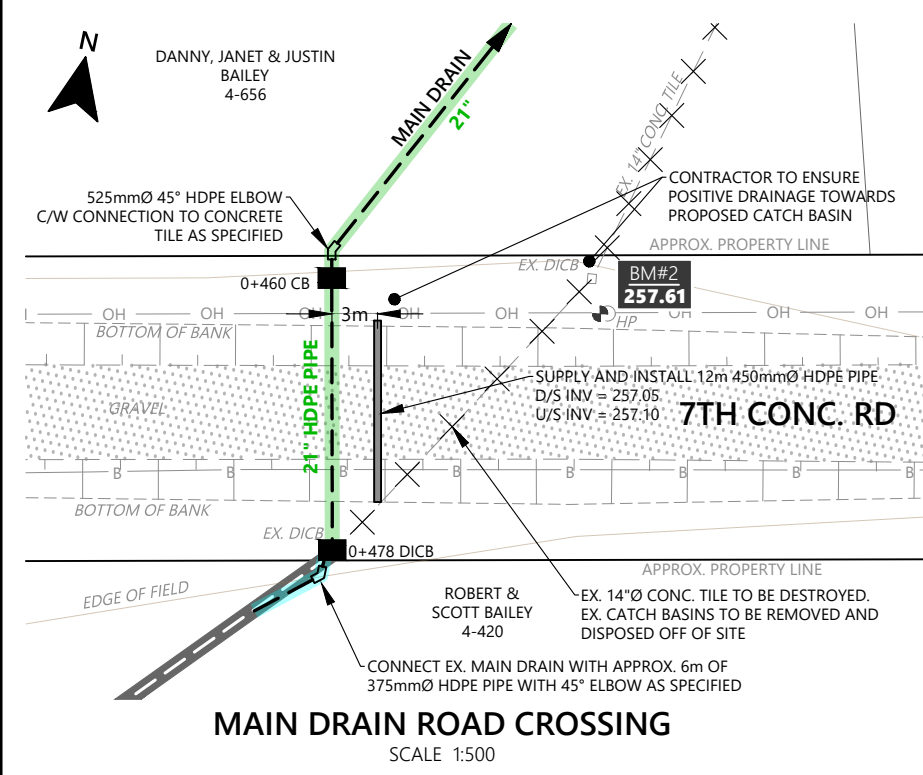 N
DANNY, JANET & JUSTIN
BAILEY
4-656
MAIN DRAIN
21"
EX. 14" CONC. TILE
525mmØ 45° HDPE ELBOW
C/W CONNECTION TO CONCRETE
TILE AS SPECIFIED
CONTRACTOR TO ENSURE
POSITIVE DRAINAGE TOWARDS
PROPOSED CATCH BASIN
APPROX. PROPERTY LINE
EX. DICB
0+460 CB
BM#2
257.61
OH OH OH 3m OH OH OH OH
HP
BOTTOM OF BANK
21" HDPE PIPE
SUPPLY AND INSTALL 12m 450mmØ HDPE PIPE
D/S INV = 257.05
U/S INV = 257.10
GRAVEL
7TH CONC. RD
B B B B B B B
BOTTOM OF BANK
EX. DICB
0+478 DICB
APPROX. PROPERTY LINE
EDGE OF FIELD
ROBERT &
SCOTT BAILEY
4-420
EX. 14"Ø CONC. TILE TO BE DESTROYED.
EX. CATCH BASINS TO BE REMOVED AND
DISPOSED OFF OF SITE
CONNECT EX. MAIN DRAIN WITH APPROX. 6m OF
375mmØ HDPE PIPE WITH 45° ELBOW AS SPECIFIED
MAIN DRAIN ROAD CROSSING
SCALE 1:500